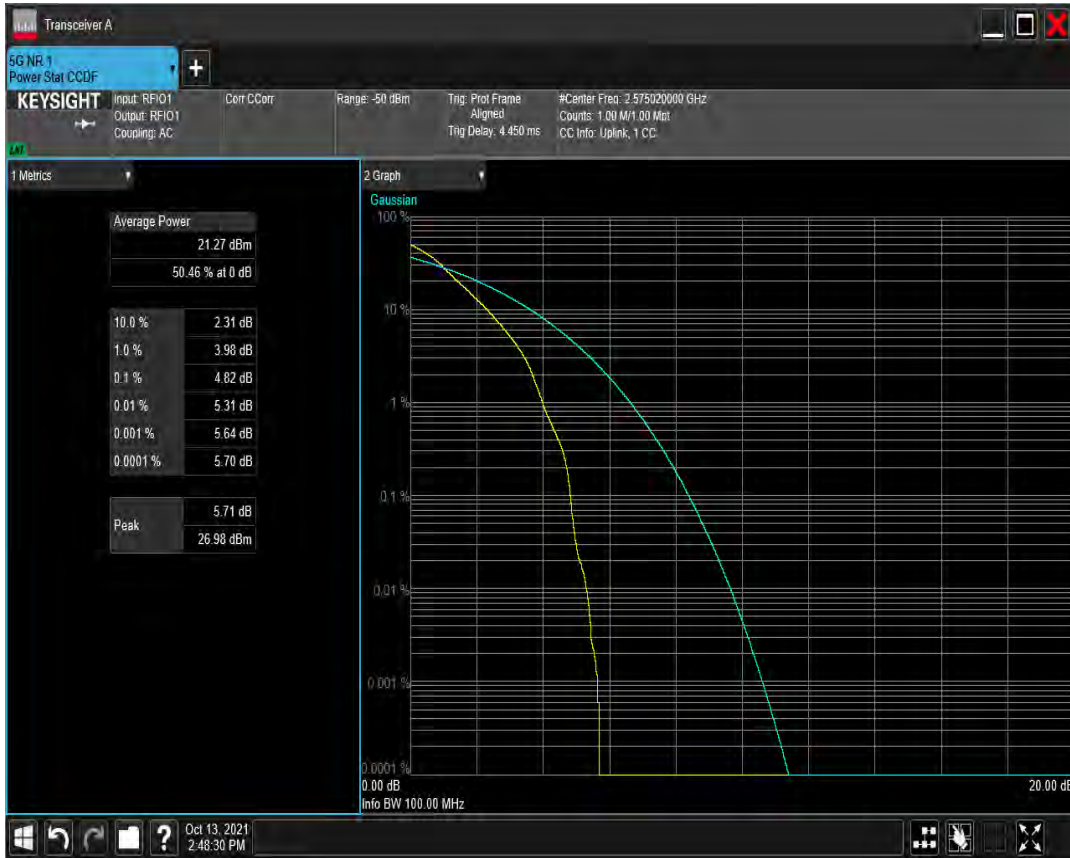 Transceiver A
5G NR 1
Power Stat CCDF
+
KEYSIGHT
Input: RFIO1
Output: RFIO1
Coupling: AC
Corr CCorr
Range: -50 dBm
Trig: Prot Frame
Aligned
Trig Delay: 4.450 ms
#Center Freq: 2.575020000 GHz
Counts: 1.00 M/1.00 Mpt
CC Info: Uplink, 1 CC
1 Metrics
Average Power
21.27 dBm
50.46 % at 0 dB
10.0 % 2.31 dB
1.0 % 3.98 dB
0.1 % 4.82 dB
0.01 % 5.31 dB
0.001 % 5.64 dB
0.0001 % 5.70 dB
Peak
5.71 dB
26.98 dBm
2 Graph
Gaussian
100 %
10 %
1 %
0.1 %
0.01 %
0.001 %
0.0001 %
0.00 dB 20.00 dB
Info BW 100.00 MHz
?
Oct 13, 2021
2:48:30 PM